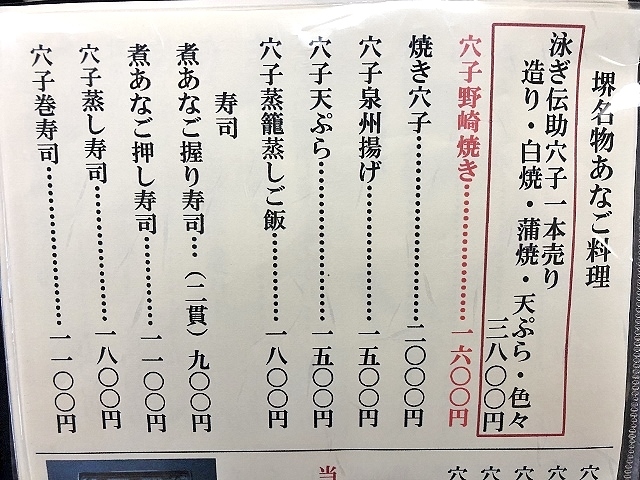 堺名物あなご料理
泳ぎ伝助穴子一本売り
造り・白焼・蒲焼・天ぷら・色々
三八〇〇円
穴子野崎焼き……………………一六〇〇円
焼き穴子…………………………二〇〇〇円
穴子泉州揚げ……………………一五〇〇円
穴子天ぷら………………………一五〇〇円
穴子蒸籠蒸しご飯………………一八〇〇円
寿司
煮あなご握り寿司…（二貫）九〇〇円
煮あなご押し寿司………………一一〇〇円
穴子蒸し寿司……………………一八〇〇円
穴子巻寿司………………………一一〇〇円
穴
穴
穴
穴
穴
当